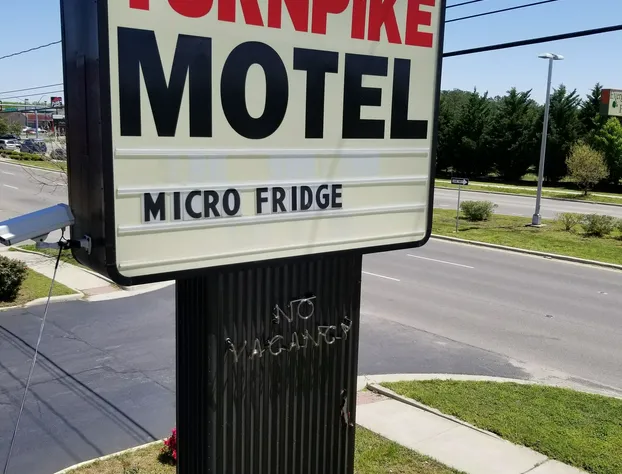 TURNPIKE
MOTEL
MICRO FRIDGE
NO
VACANCY